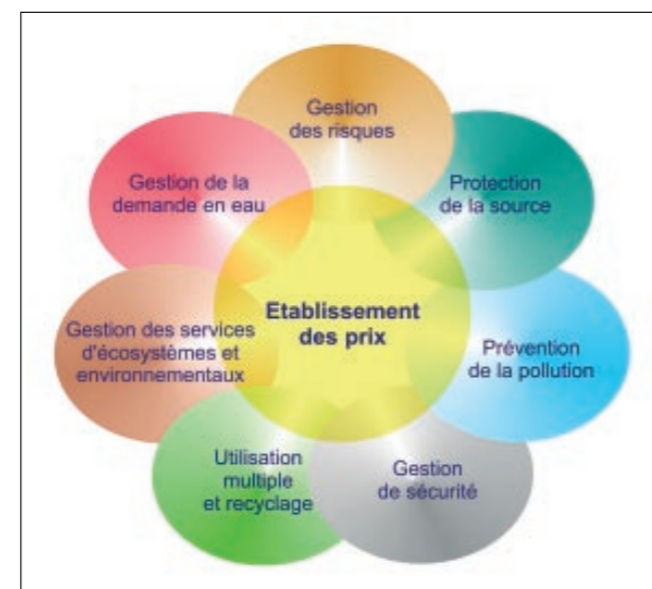 Gestion
des risques
Protection
de la source
Prévention
de la pollution
Gestion
de sécurité
Utilisation
multiple
et recyclage
Gestion des services
d'écosystèmes et
environnementaux
Gestion de la
demande en eau
Etablissement
des prix